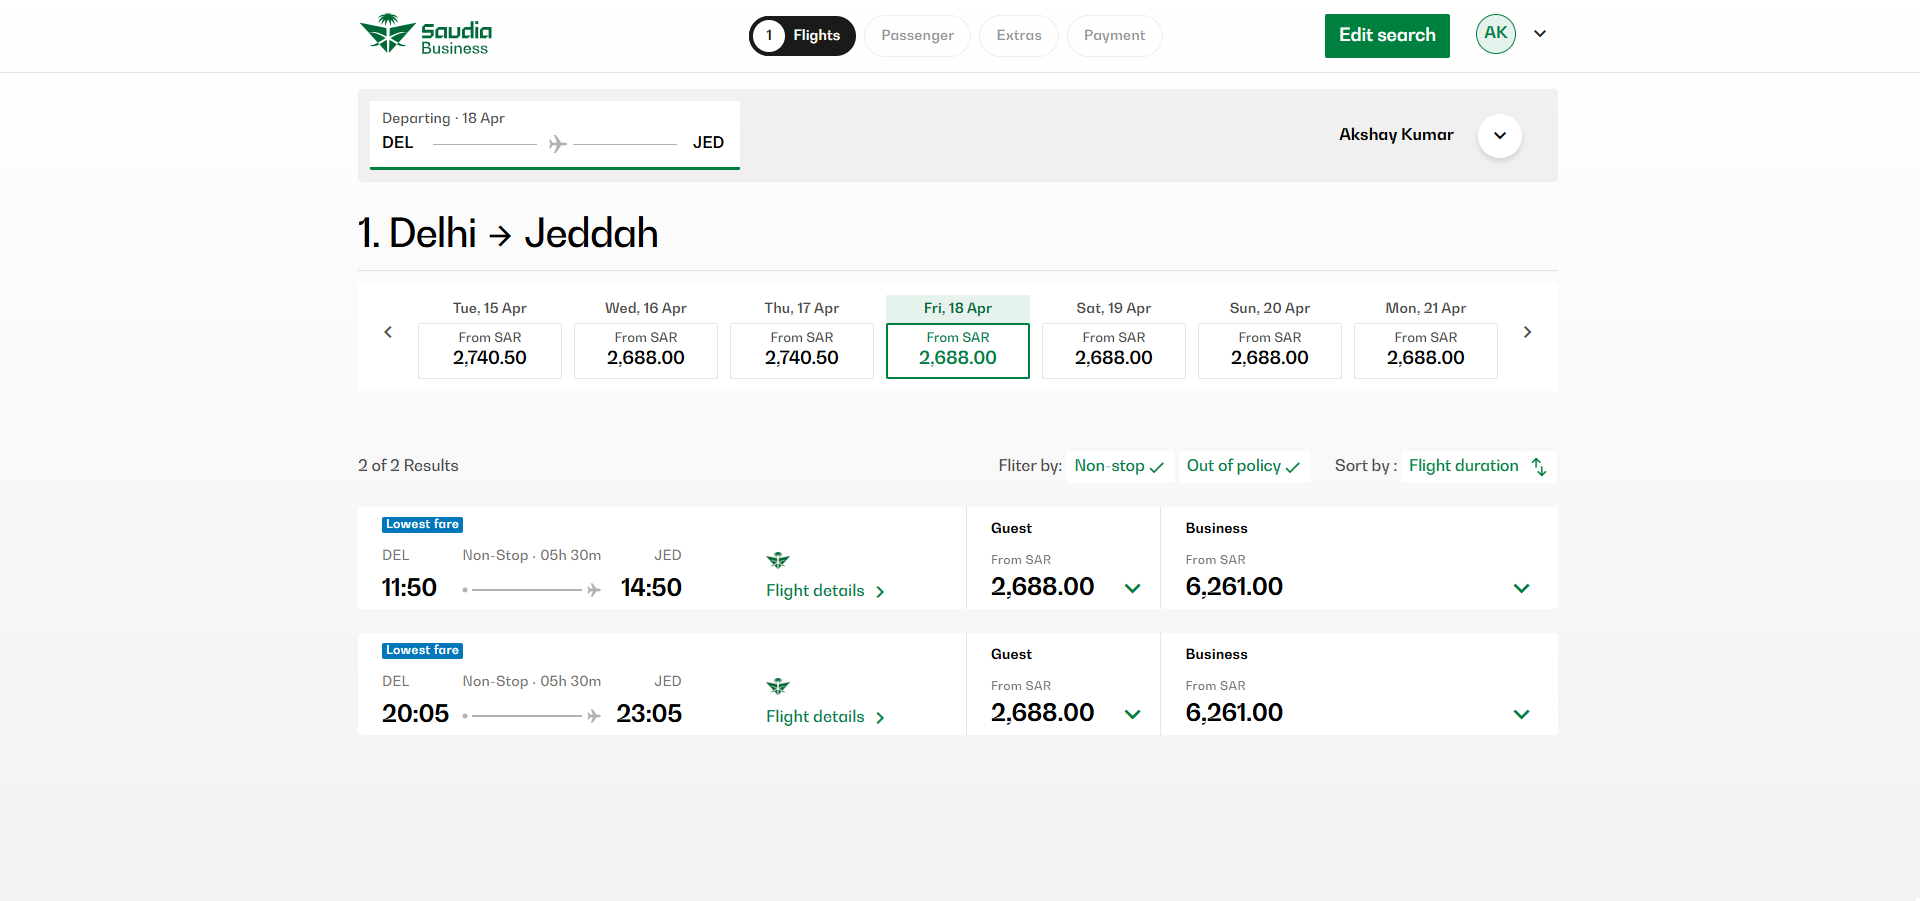 Saudia
Business
1 Flights
Passenger
Extras
Payment
Edit search
AK
Departing · 18 Apr
DEL
JED
Akshay Kumar
1. Delhi → Jeddah
Tue, 15 Apr
From SAR
2,740.50
Wed, 16 Apr
From SAR
2,688.00
Thu, 17 Apr
From SAR
2,740.50
Fri, 18 Apr
From SAR
2,688.00
Sat, 19 Apr
From SAR
2,688.00
Sun, 20 Apr
From SAR
2,688.00
Mon, 21 Apr
From SAR
2,688.00
2 of 2 Results
Fliter by: Non-stop Out of policy
Sort by : Flight duration
Lowest fare
DEL Non-Stop · 05h 30m JED
11:50 14:50
Flight details
Guest
From SAR
2,688.00
Business
From SAR
6,261.00
Lowest fare
DEL Non-Stop · 05h 30m JED
20:05 23:05
Flight details
Guest
From SAR
2,688.00
Business
From SAR
6,261.00